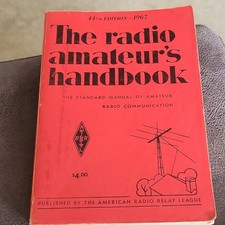 44TH EDITION · 1967
The radio
amateur's
handbook
THE STANDARD MANUAL OF AMATEUR
RADIO COMMUNICATION
$4.00
PUBLISHED BY THE AMERICAN RADIO RELAY LEAGUE